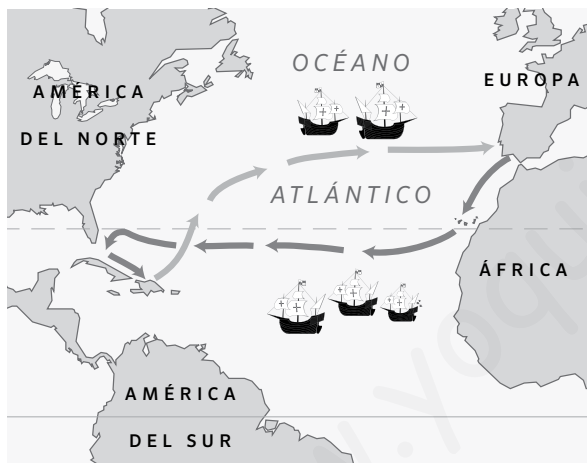 OCÉANO
EUROPA
AMÉRICA
DEL NORTE
ATLÁNTICO
ÁFRICA
AMÉRICA
DEL SUR